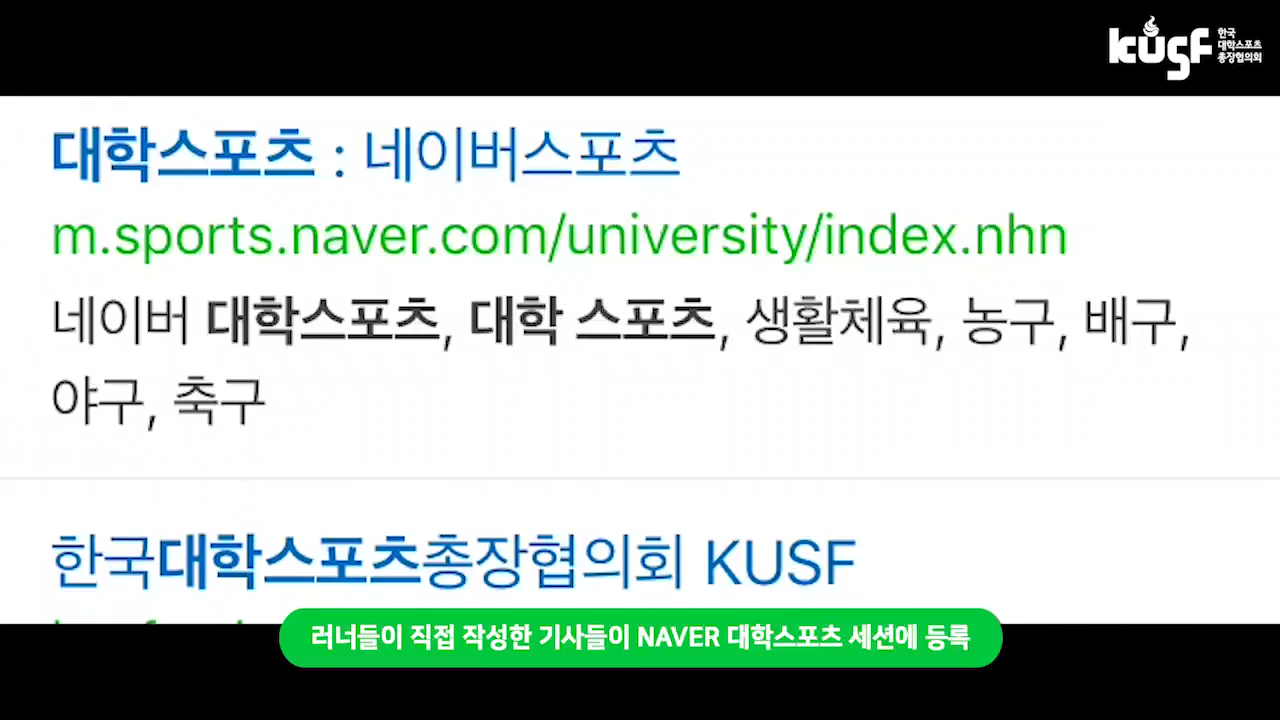 KUSF
한국
대학스포츠
총장협의회
대학스포츠 : 네이버스포츠
m.sports.naver.com/university/index.nhn
네이버 대학스포츠, 대학 스포츠, 생활체육, 농구, 배구,
야구, 축구
한국대학스포츠총장협의회 KUSF
러너들이 직접 작성한 기사들이 NAVER 대학스포츠 세션에 등록